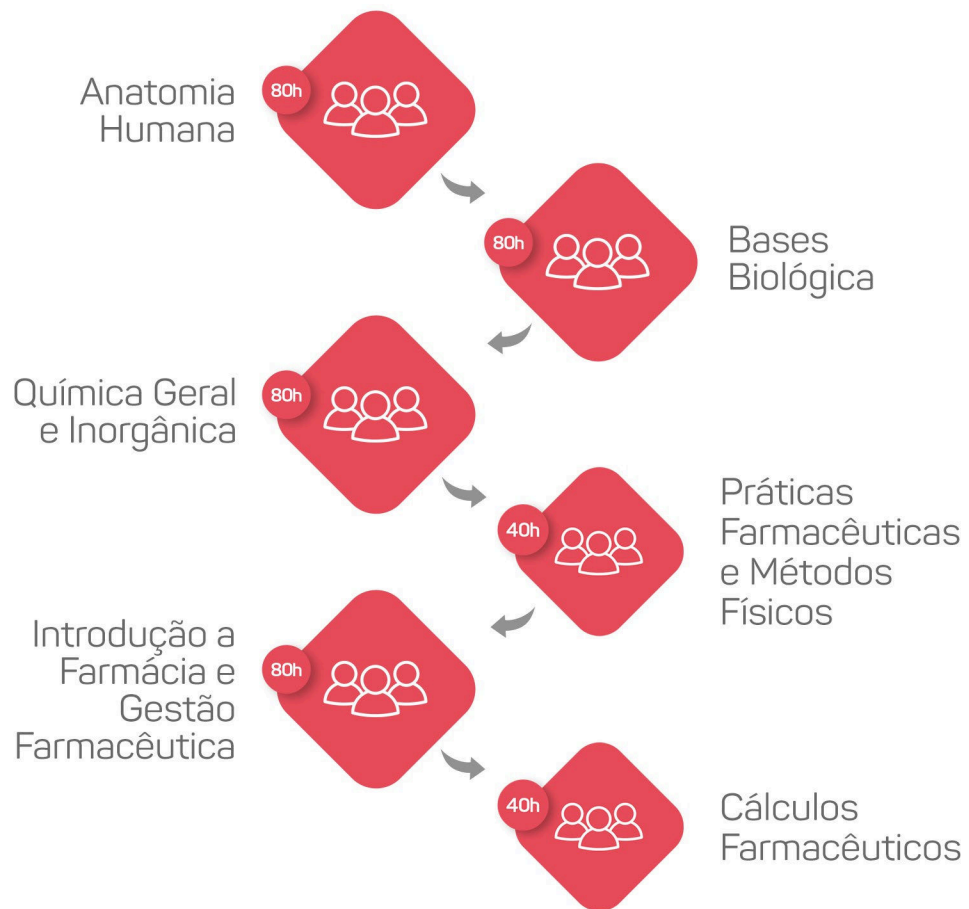 80h
Anatomia
Humana
80h
Bases
Biológica
80h
Química Geral
e Inorgânica
40h
Práticas
Farmacêuticas
e Métodos
Físicos
80h
Introdução a
Farmácia e
Gestão
Farmacêutica
40h
Cálculos
Farmacêuticos